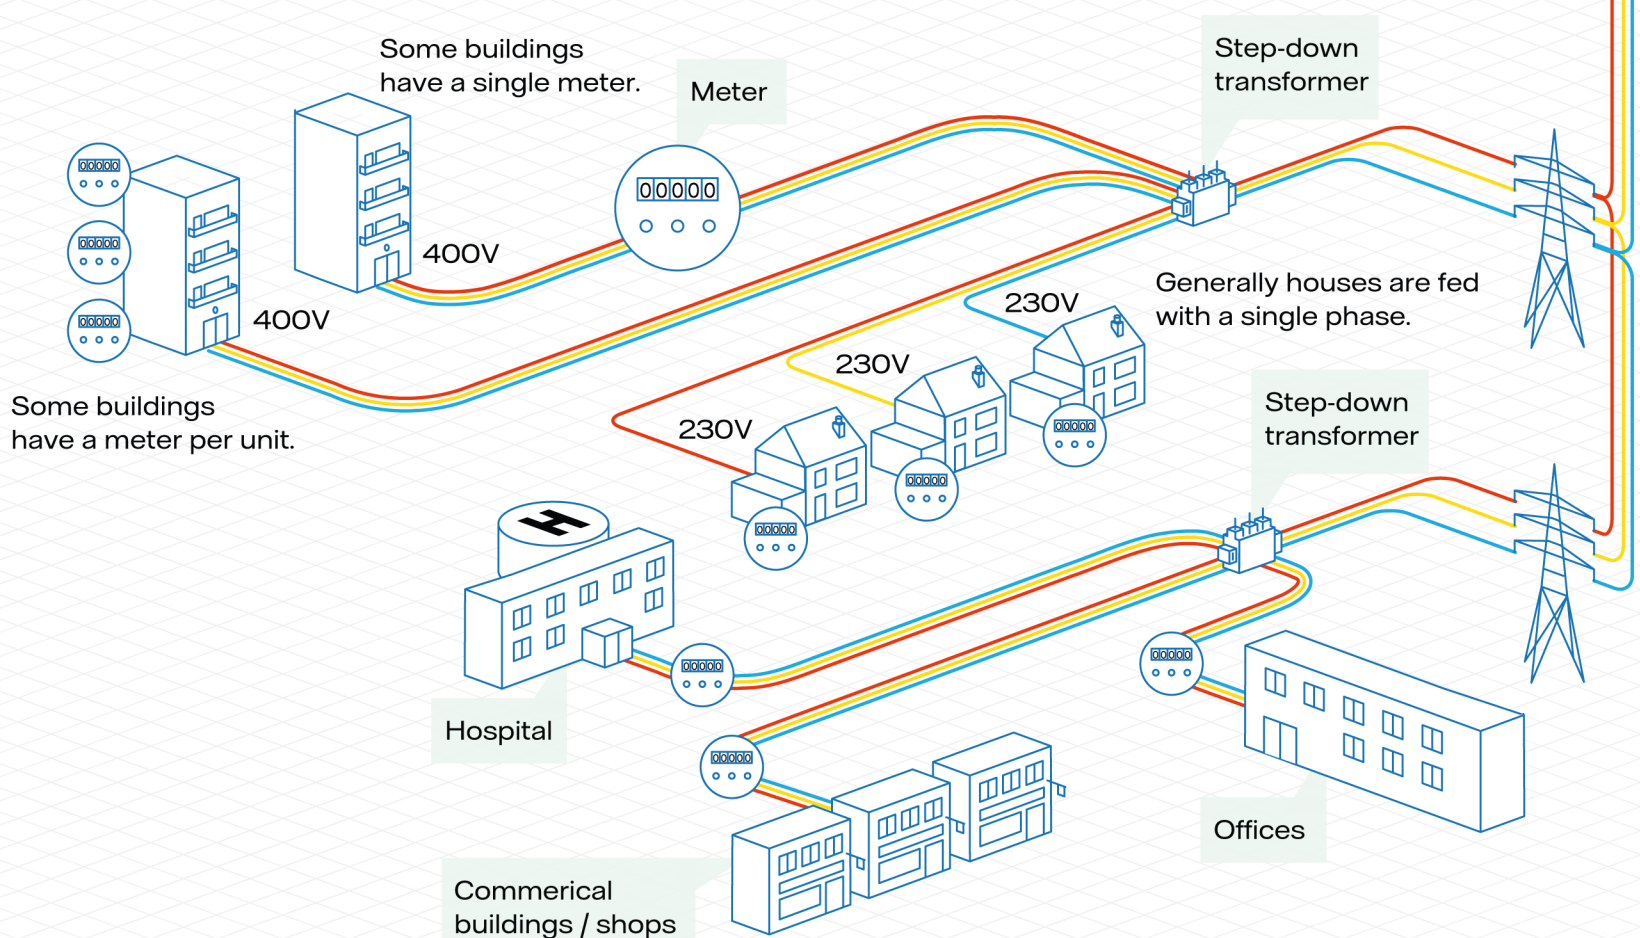 Some buildings
have a single meter.
Meter
Step-down
transformer
00000
00000
00000
00000
400V
400V
Some buildings
have a meter per unit.
Generally houses are fed
with a single phase.
230V
230V
230V
00000
00000
00000
Step-down
transformer
H
00000
Hospital
00000
00000
Offices
Commerical
buildings / shops